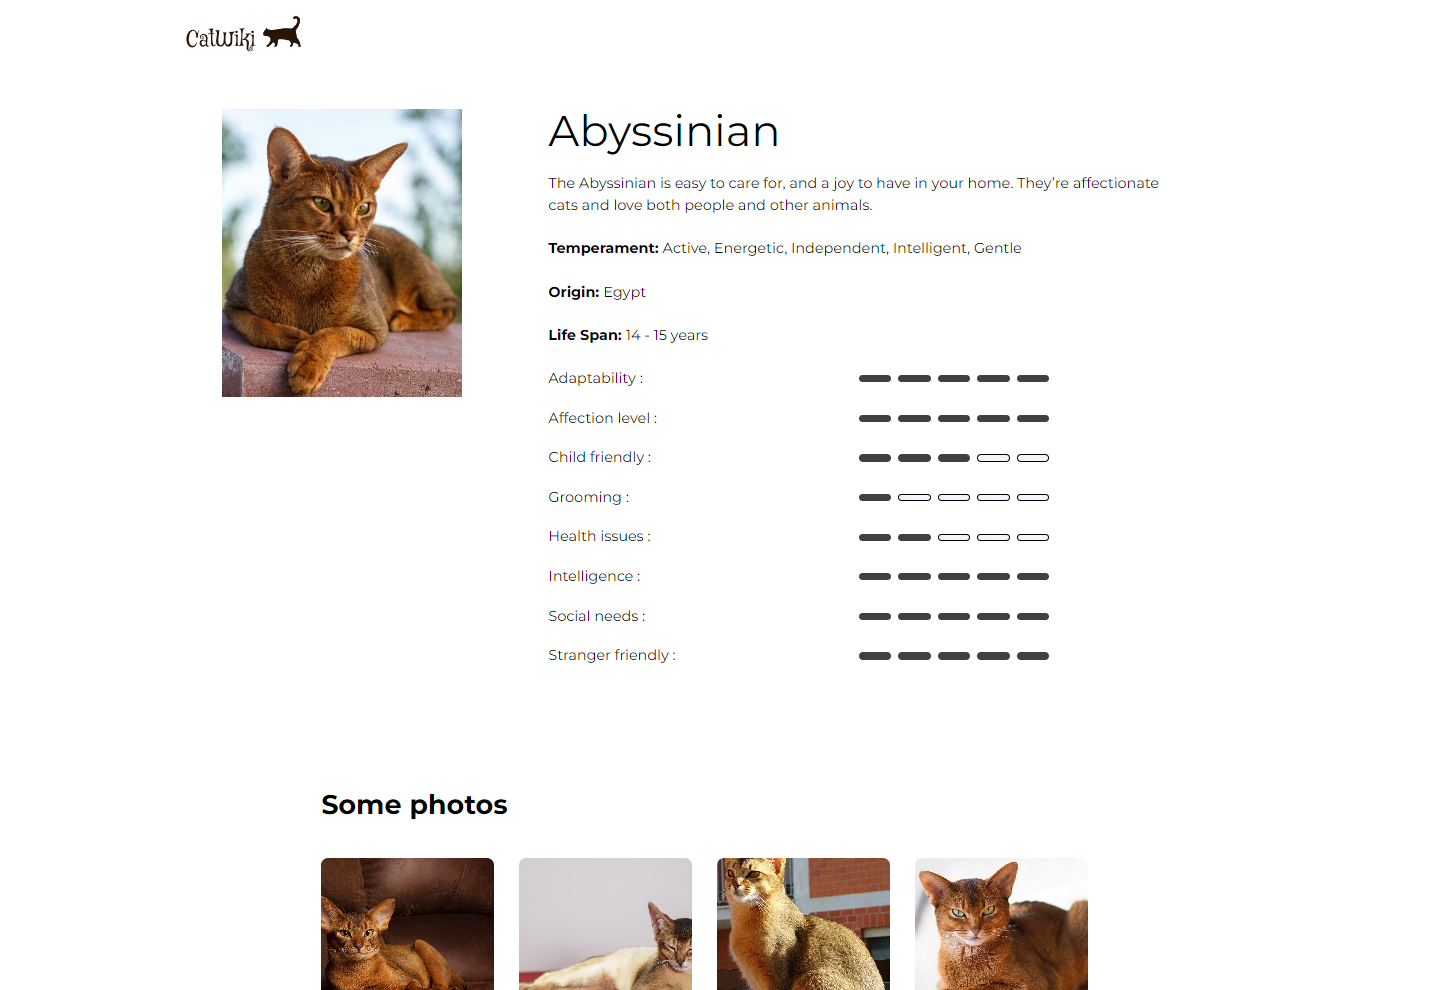 CatWiki
Abyssinian
The Abyssinian is easy to care for, and a joy to have in your home. They’re affectionate
cats and love both people and other animals.
Temperament: Active, Energetic, Independent, Intelligent, Gentle
Origin: Egypt
Life Span: 14 - 15 years
Adaptability :
Affection level :
Child friendly :
Grooming :
Health issues :
Intelligence :
Social needs :
Stranger friendly :
Some photos